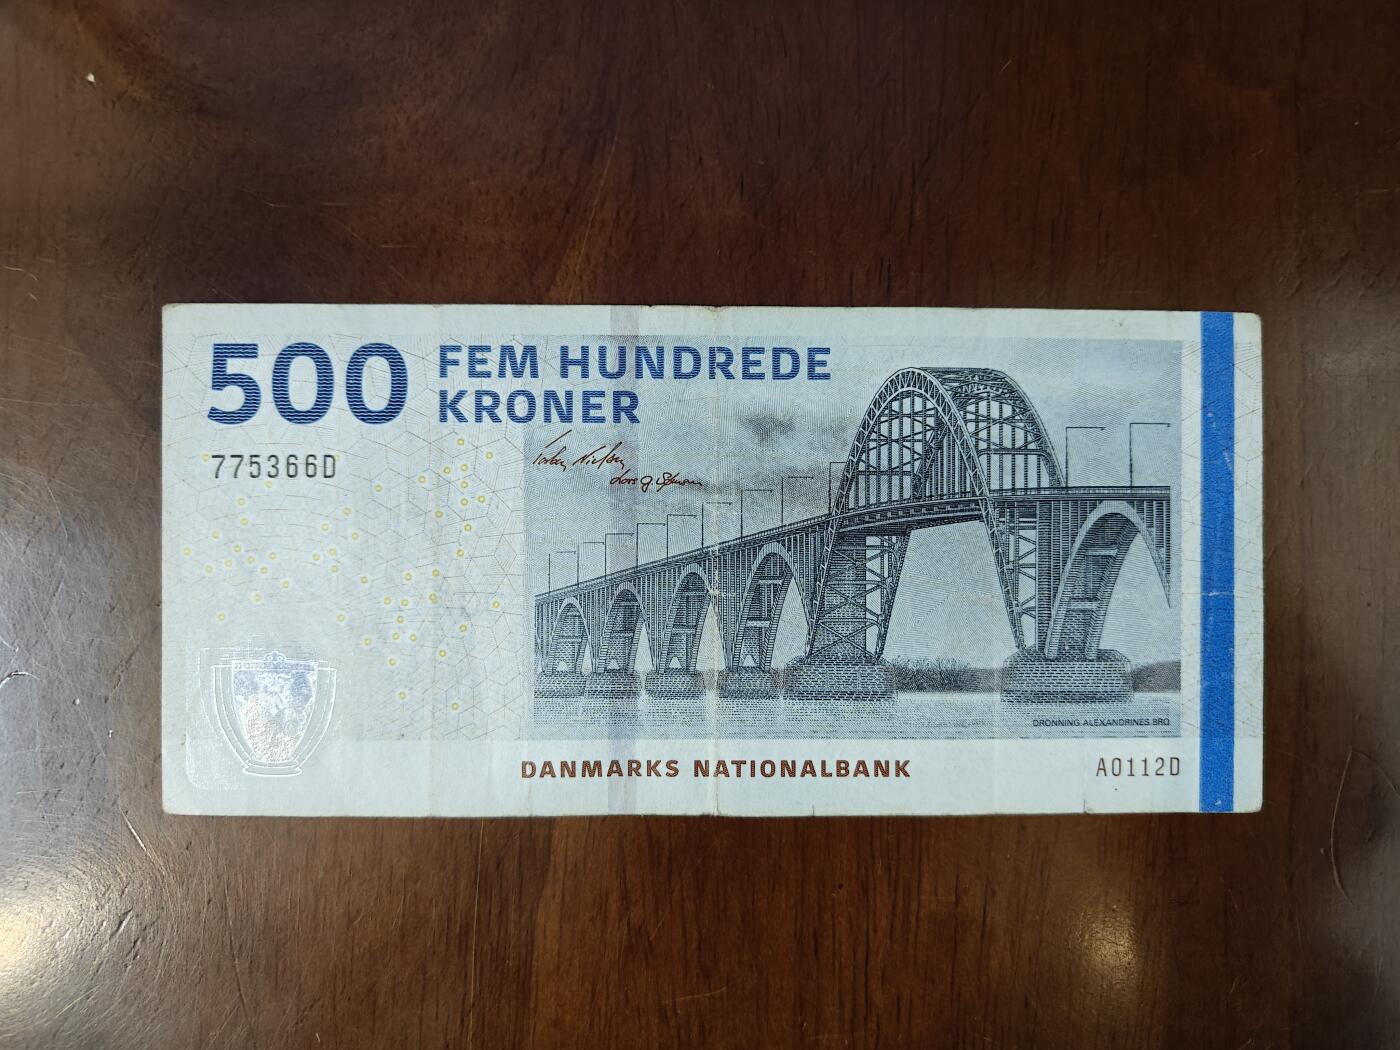 500 FEM HUNDREDE
KRONER
775366D
DRONNING ALEXANDRINES BRO
DANMARKS NATIONALBANK
A0112D